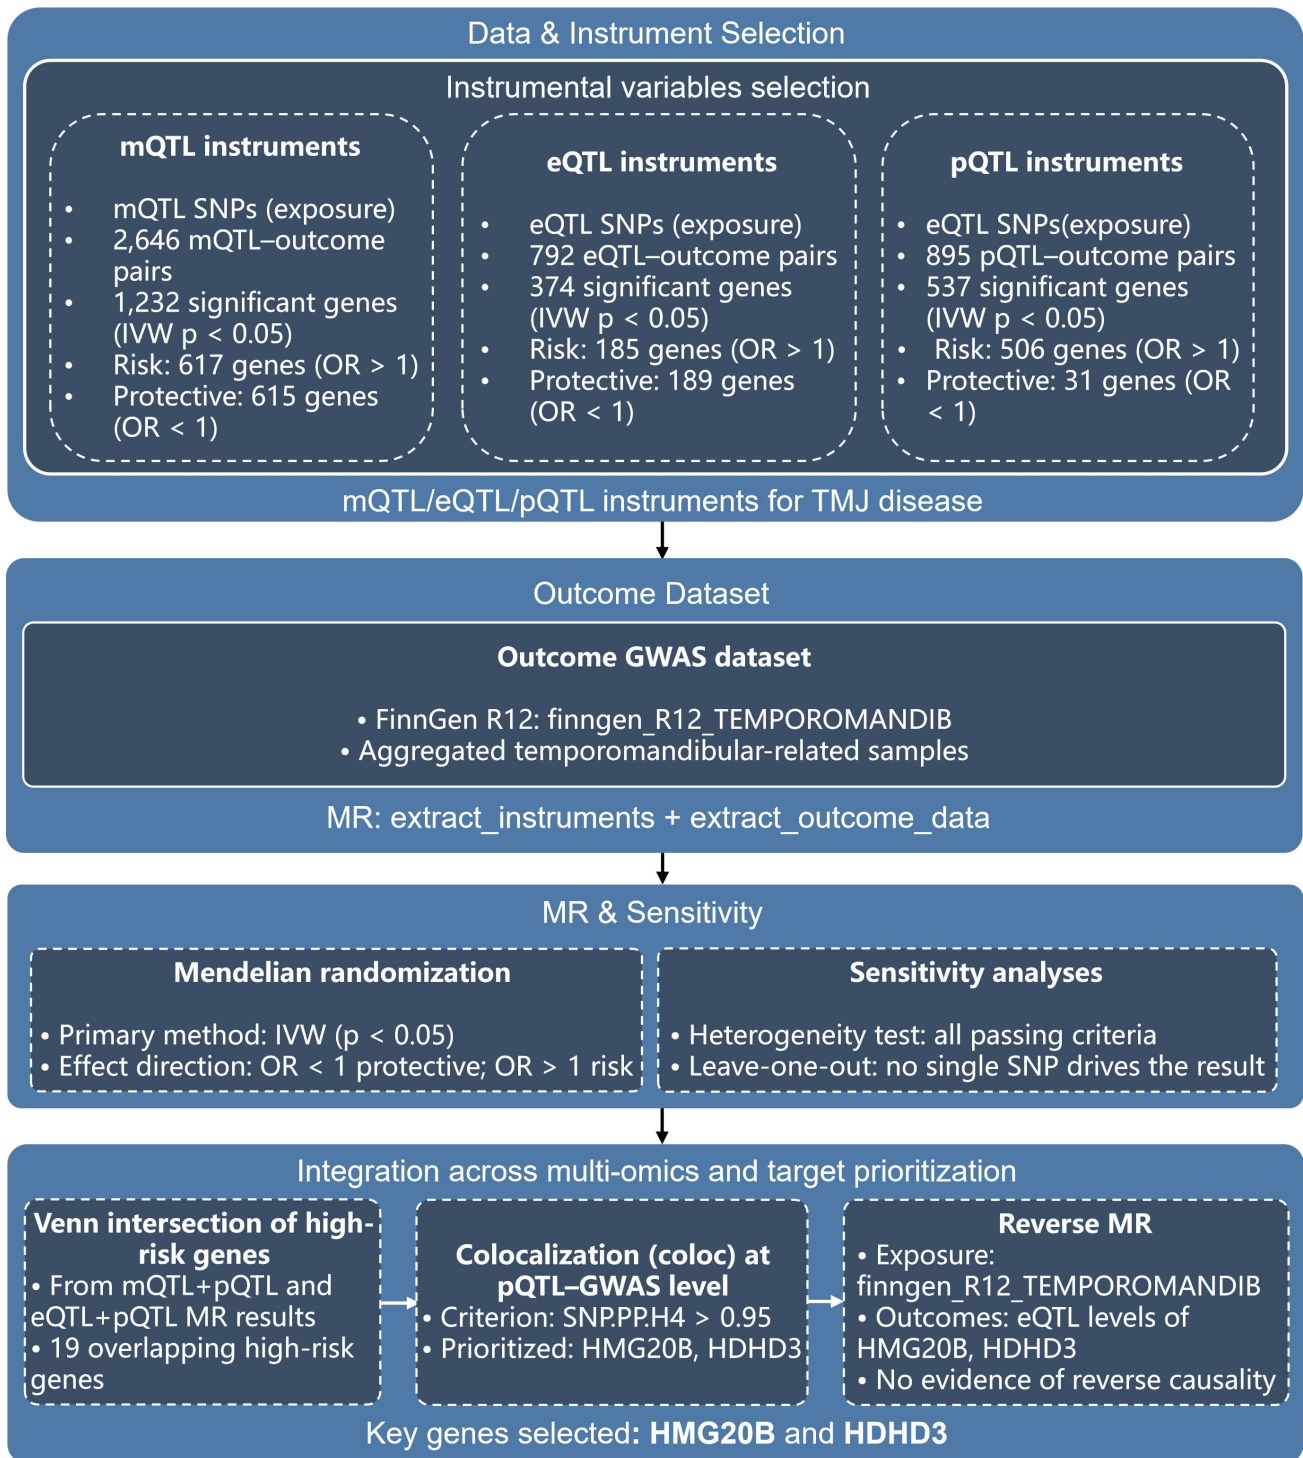 Data & Instrument Selection
Instrumental variables selection
mQTL instruments
• mQTL SNPs (exposure)
• 2,646 mQTL–outcome
pairs
• 1,232 significant genes
(IVW p < 0.05)
• Risk: 617 genes (OR > 1)
• Protective: 615 genes
(OR < 1)
eQTL instruments
• eQTL SNPs (exposure)
• 792 eQTL–outcome pairs
• 374 significant genes
(IVW p < 0.05)
• Risk: 185 genes (OR > 1)
• Protective: 189 genes
(OR < 1)
pQTL instruments
• eQTL SNPs(exposure)
• 895 pQTL–outcome pairs
• 537 significant genes
(IVW p < 0.05)
• Risk: 506 genes (OR > 1)
• Protective: 31 genes (OR
< 1)
mQTL/eQTL/pQTL instruments for TMJ disease
Outcome Dataset
Outcome GWAS dataset
• FinnGen R12: finngen_R12_TEMPOROMANDIB
• Aggregated temporomandibular-related samples
MR: extract_instruments + extract_outcome_data
MR & Sensitivity
Mendelian randomization
• Primary method: IVW (p < 0.05)
• Effect direction: OR < 1 protective; OR > 1 risk
Sensitivity analyses
• Heterogeneity test: all passing criteria
• Leave-one-out: no single SNP drives the result
Integration across multi-omics and target prioritization
Venn intersection of high-
risk genes
• From mQTL+pQTL and
eQTL+pQTL MR results
• 19 overlapping high-risk
genes
Colocalization (coloc) at
pQTL–GWAS level
• Criterion: SNP.PP.H4 > 0.95
• Prioritized: HMG20B, HDHD3
Reverse MR
• Exposure:
finngen_R12_TEMPOROMANDIB
• Outcomes: eQTL levels of
HMG20B, HDHD3
• No evidence of reverse causality
Key genes selected: HMG20B and HDHD3